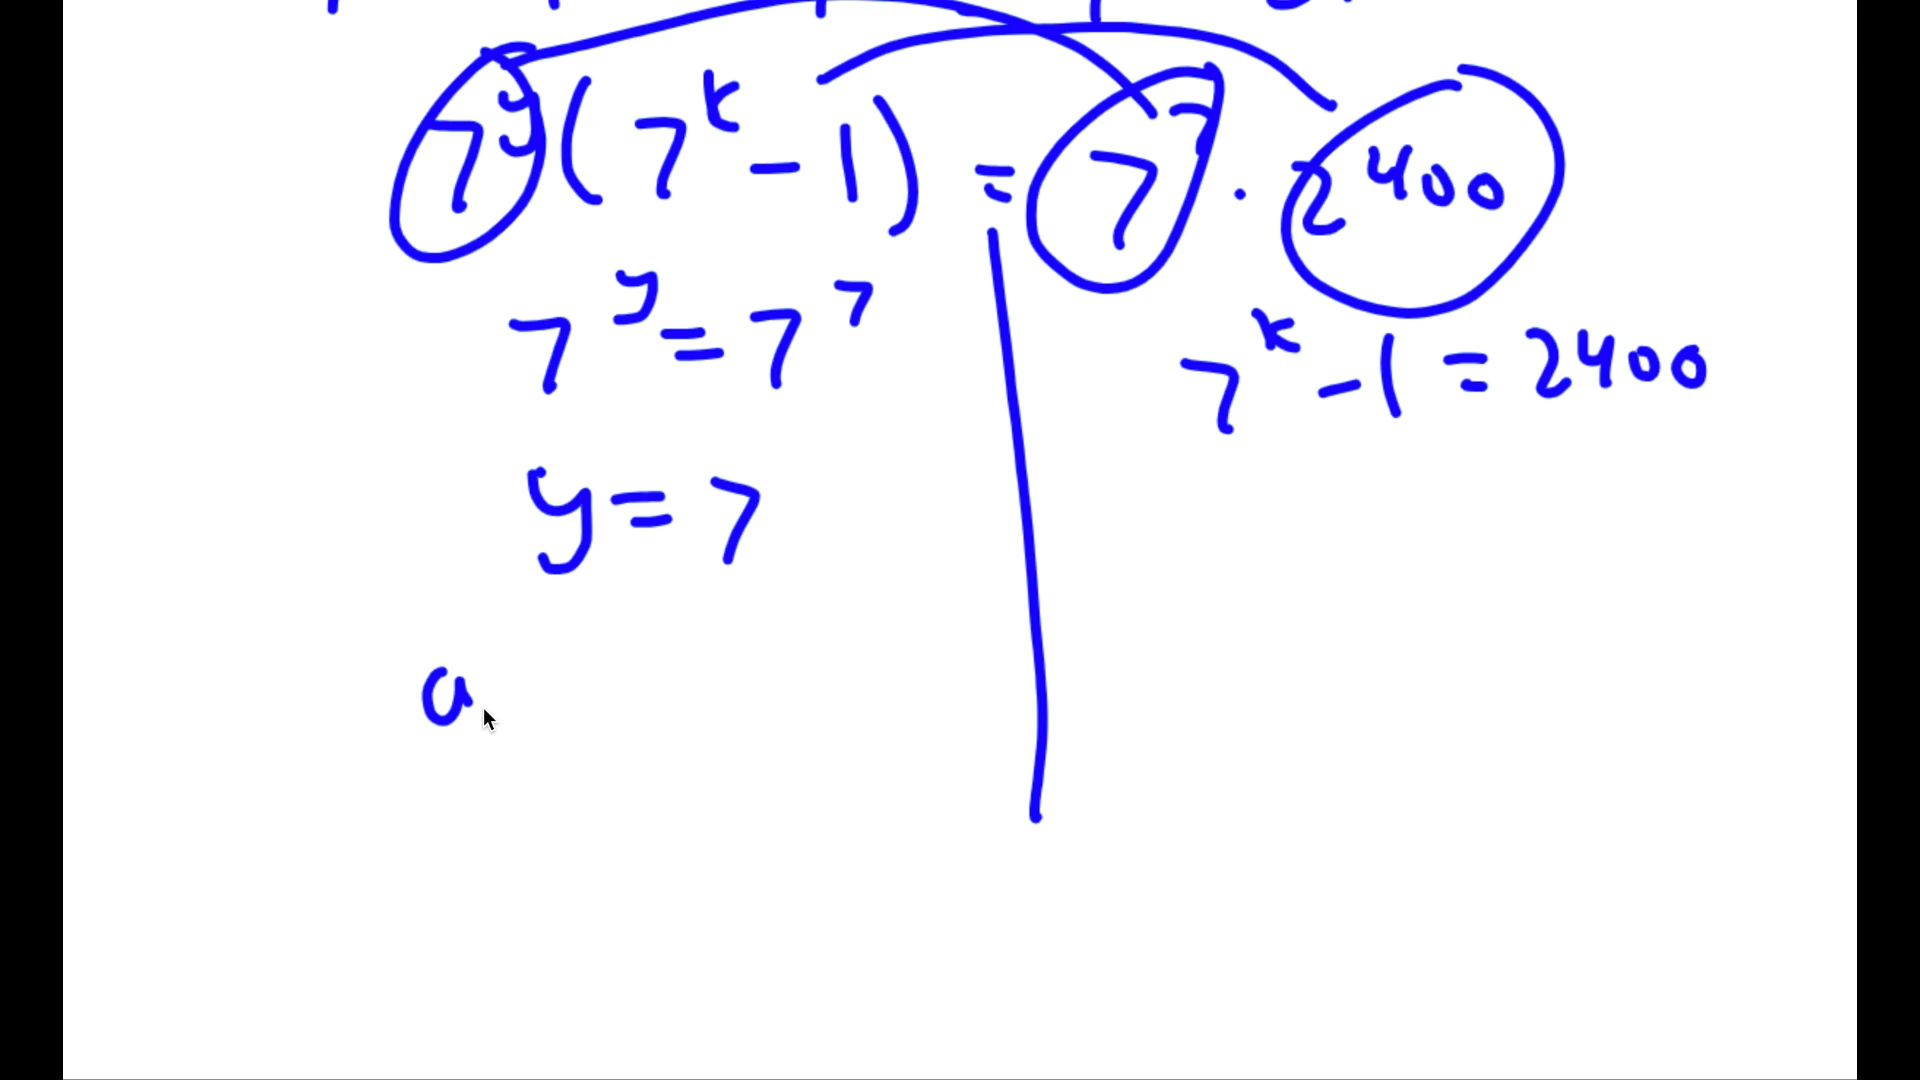 7^y (7^k - 1) = 7^7 · 2400
7^y = 7^7
7^k - 1 = 2400
y = 7
a